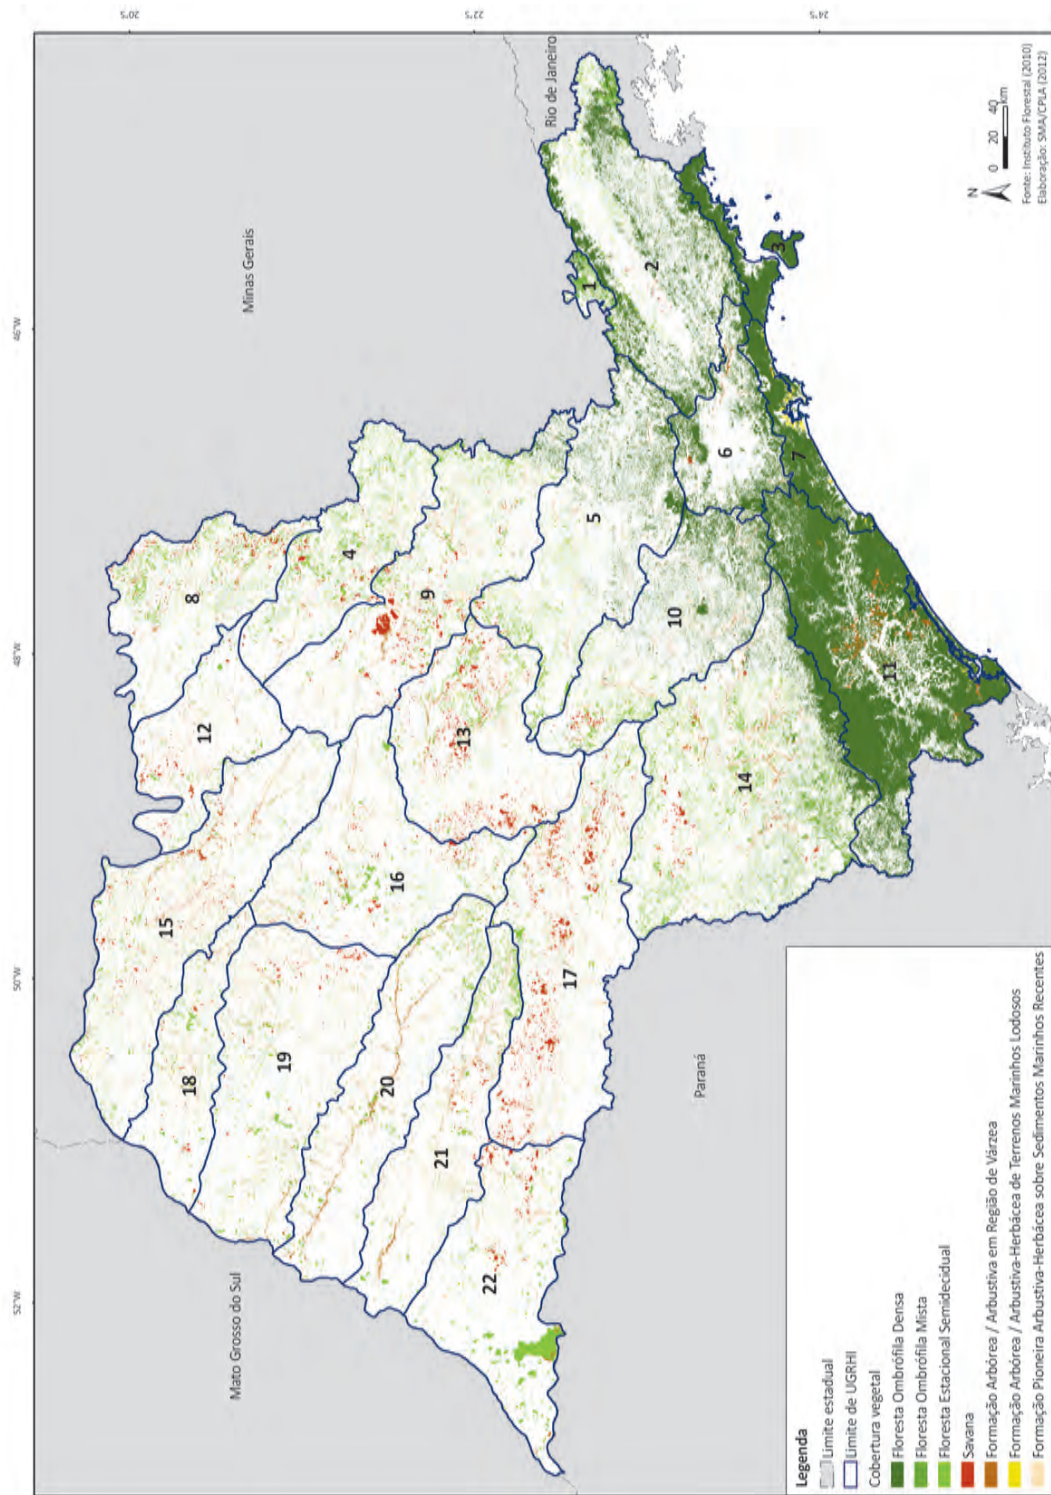 46°W
48°W
50°W
52°W
20°S
22°S
24°S
Minas Gerais
Rio de Janeiro
Mato Grosso do Sul
Paraná
1
2
3
4
5
6
7
8
9
10
11
12
13
14
15
16
17
18
19
20
21
22
N
0 20 40
km
Fonte: Instituto Florestal (2010)
Elaboração: SMA/CPLA (2012)
Legenda
Limite estadual
Limite de UGRHI
Cobertura vegetal
Floresta Ombrófila Densa
Floresta Ombrófila Mista
Floresta Estacional Semidecidual
Savana
Formação Arbórea / Arbustiva em Região de Várzea
Formação Arbórea / Arbustiva-Herbácea de Terrenos Marinhos Lodosos
Formação Pioneira Arbustiva-Herbácea sobre Sedimentos Marinhos Recentes